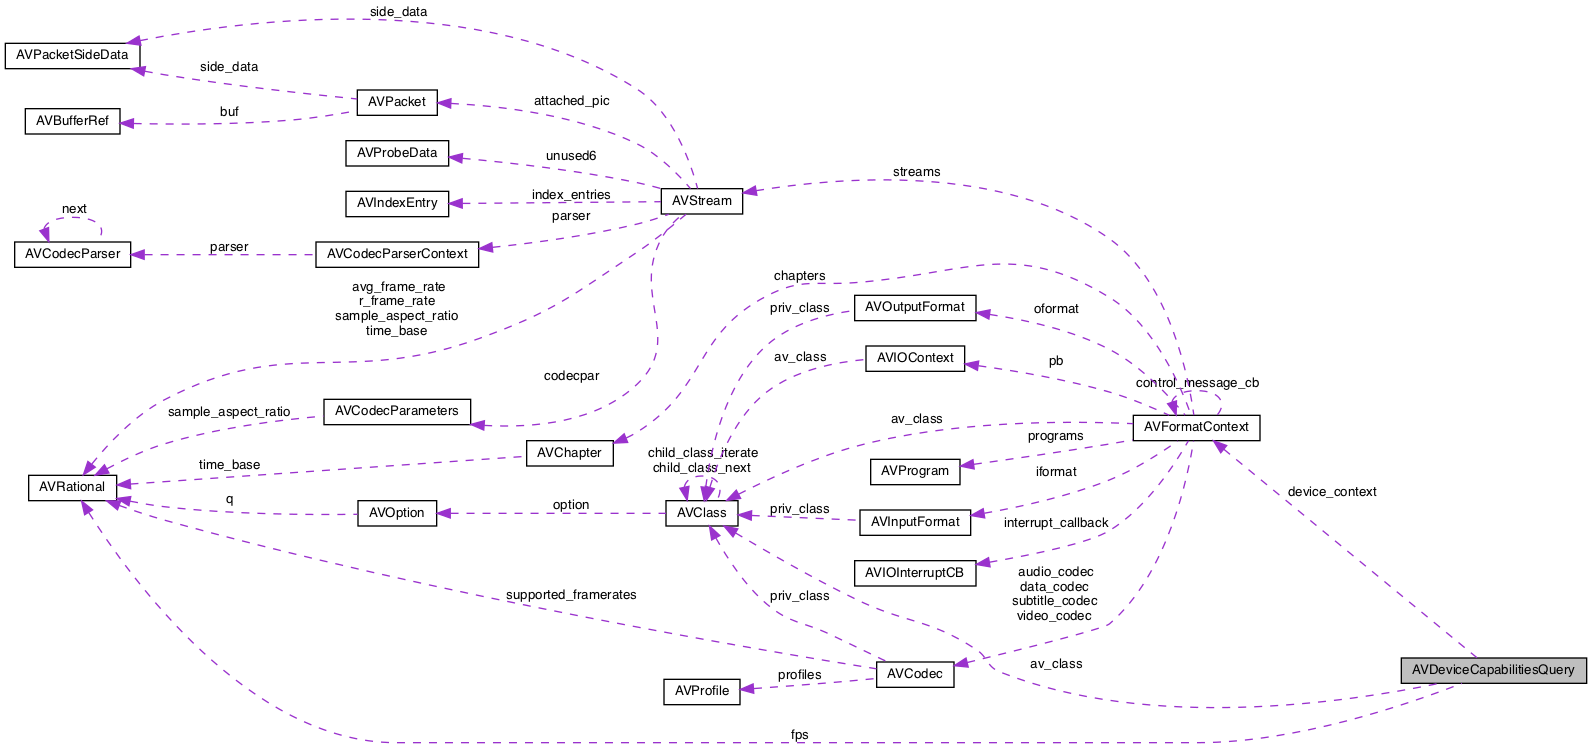 side_data
AVPacketSideData
side_data
AVPacket
attached_pic
buf
AVBufferRef
AVProbeData
unused6
streams
index_entries
AVIndexEntry
AVStream
next
parser
AVCodecParser
parser
AVCodecParserContext
chapters
avg_frame_rate
r_frame_rate
sample_aspect_ratio
time_base
priv_class
AVOutputFormat
oformat
av_class
AVIOContext
pb
codecpar
control_message_cb
sample_aspect_ratio
AVCodecParameters
av_class
AVFormatContext
programs
AVChapter
child_class_iterate
child_class_next
time_base
AVProgram
iformat
AVRational
device_context
q
AVOption
option
AVClass
priv_class
AVInputFormat
interrupt_callback
AVIOInterruptCB
audio_codec
data_codec
subtitle_codec
video_codec
supported_framerates
priv_class
av_class
AVDeviceCapabilitiesQuery
AVCodec
profiles
AVProfile
fps